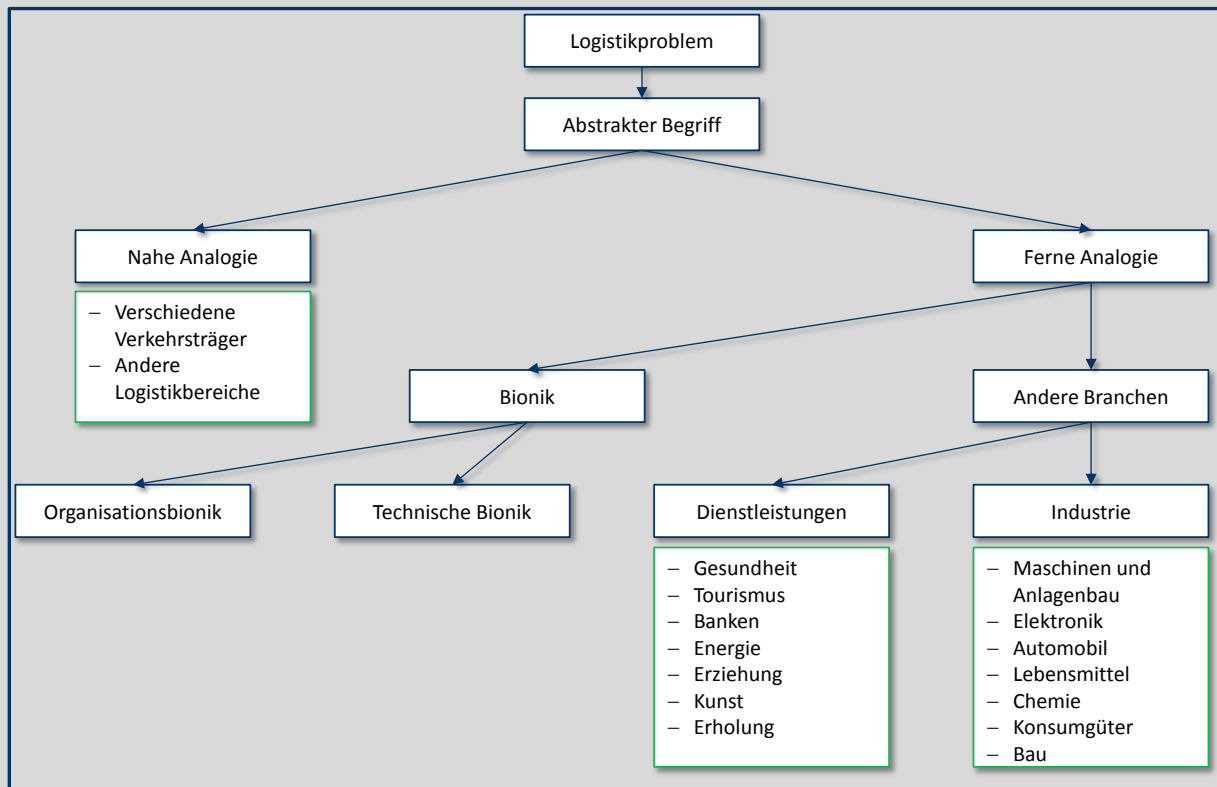 Logistikproblem
Abstrakter Begriff
Nahe Analogie
Ferne Analogie
– Verschiedene
Verkehrsträger
– Andere
Logistikbereiche
Bionik
Andere Branchen
Organisationsbionik
Technische Bionik
Dienstleistungen
Industrie
– Gesundheit
– Tourismus
– Banken
– Energie
– Erziehung
– Kunst
– Erholung
– Maschinen und
Anlagenbau
– Elektronik
– Automobil
– Lebensmittel
– Chemie
– Konsumgüter
– Bau